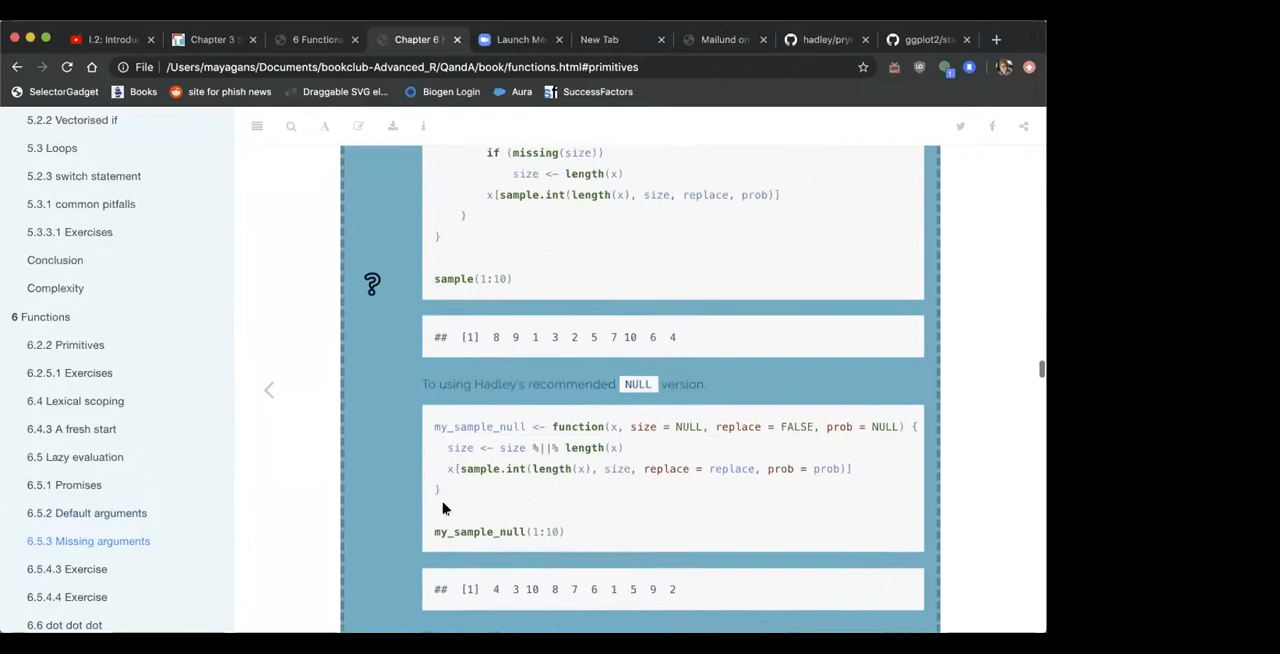 I.2: Introdu
Chapter 3 S
6 Function
Chapter 6 F
Launch Me
New Tab
Mailund on
hadley/pry
ggplot2/sta
File /Users/mayagans/Documents/bookclub-Advanced_R/QandA/book/functions.html#primitives
SelectorGadget Books site for phish news Draggable SVG el... Biogen Login Aura SuccessFactors
5.2.2 Vectorised if
5.3 Loops
5.2.3 switch statement
5.3.1 common pitfalls
5.3.3.1 Exercises
Conclusion
Complexity
6 Functions
6.2.2 Primitives
6.2.5.1 Exercises
6.4 Lexical scoping
6.4.3 A fresh start
6.5 Lazy evaluation
6.5.1 Promises
6.5.2 Default arguments
6.5.3 Missing arguments
6.5.4.3 Exercise
6.5.4.4 Exercise
6.6 dot dot dot
if (missing(size))
size <- length(x)
x[sample.int(length(x), size, replace, prob)]
}
}
sample(1:10)
## [1] 8 9 1 3 2 5 7 10 6 4
To using Hadley's recommended NULL version:
my_sample_null <- function(x, size = NULL, replace = FALSE, prob = NULL) {
size <- size %||% length(x)
x[sample.int(length(x), size, replace = replace, prob = prob)]
}
my_sample_null(1:10)
## [1] 4 3 10 8 7 6 1 5 9 2